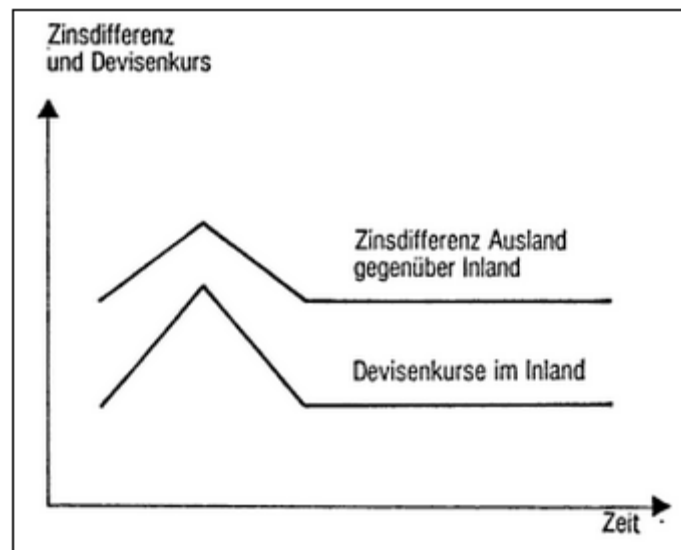 Zinsdifferenz
und Devisenkurs
Zinsdifferenz Ausland
gegenüber Inland
Devisenkurse im Inland
Zeit